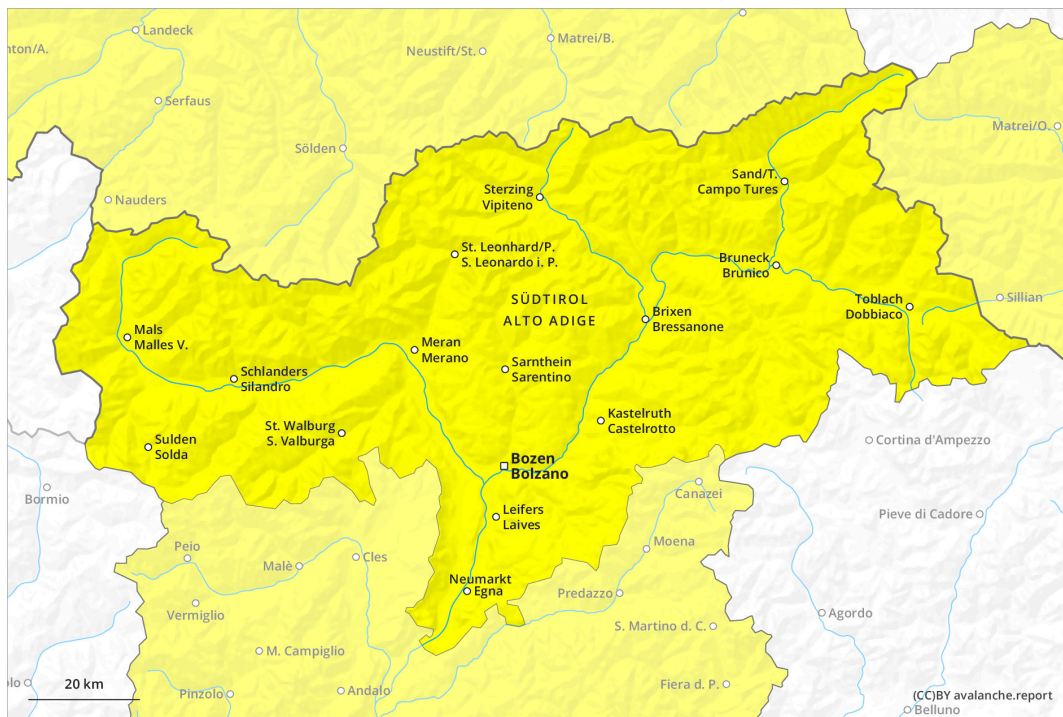 Landeck
nton/A.
Neustift/St.
Matrei/B.
Serfaus
Matrei/O.
Sölden
Sand/T.
Campo Tures
Sterzing
Vipiteno
Nauders
St. Leonhard/P.
S. Leonardo i. P.
Bruneck
Brunico
SÜDTIROL
ALTO ADIGE
Toblach
Dobbiaco
Sillian
Brixen
Bressanone
Mals
Malles V.
Meran
Merano
Sarnthein
Sarentino
Schlanders
Silandro
Kastelruth
Castelrotto
St. Walburg
S. Valburga
Sulden
Solda
Cortina d'Ampezzo
Bozen
Bolzano
Bormio
Canazei
Leifers
Laives
Pieve di Cadore
Moena
Peio
Cles
Malè
Neumarkt
Egna
Predazzo
Vermiglio
Agordo
S. Martino d. C.
M. Campiglio
20 km
olo
Pinzolo
Andalo
Fiera d. P.
(CC)BY avalanche.report
Belluno